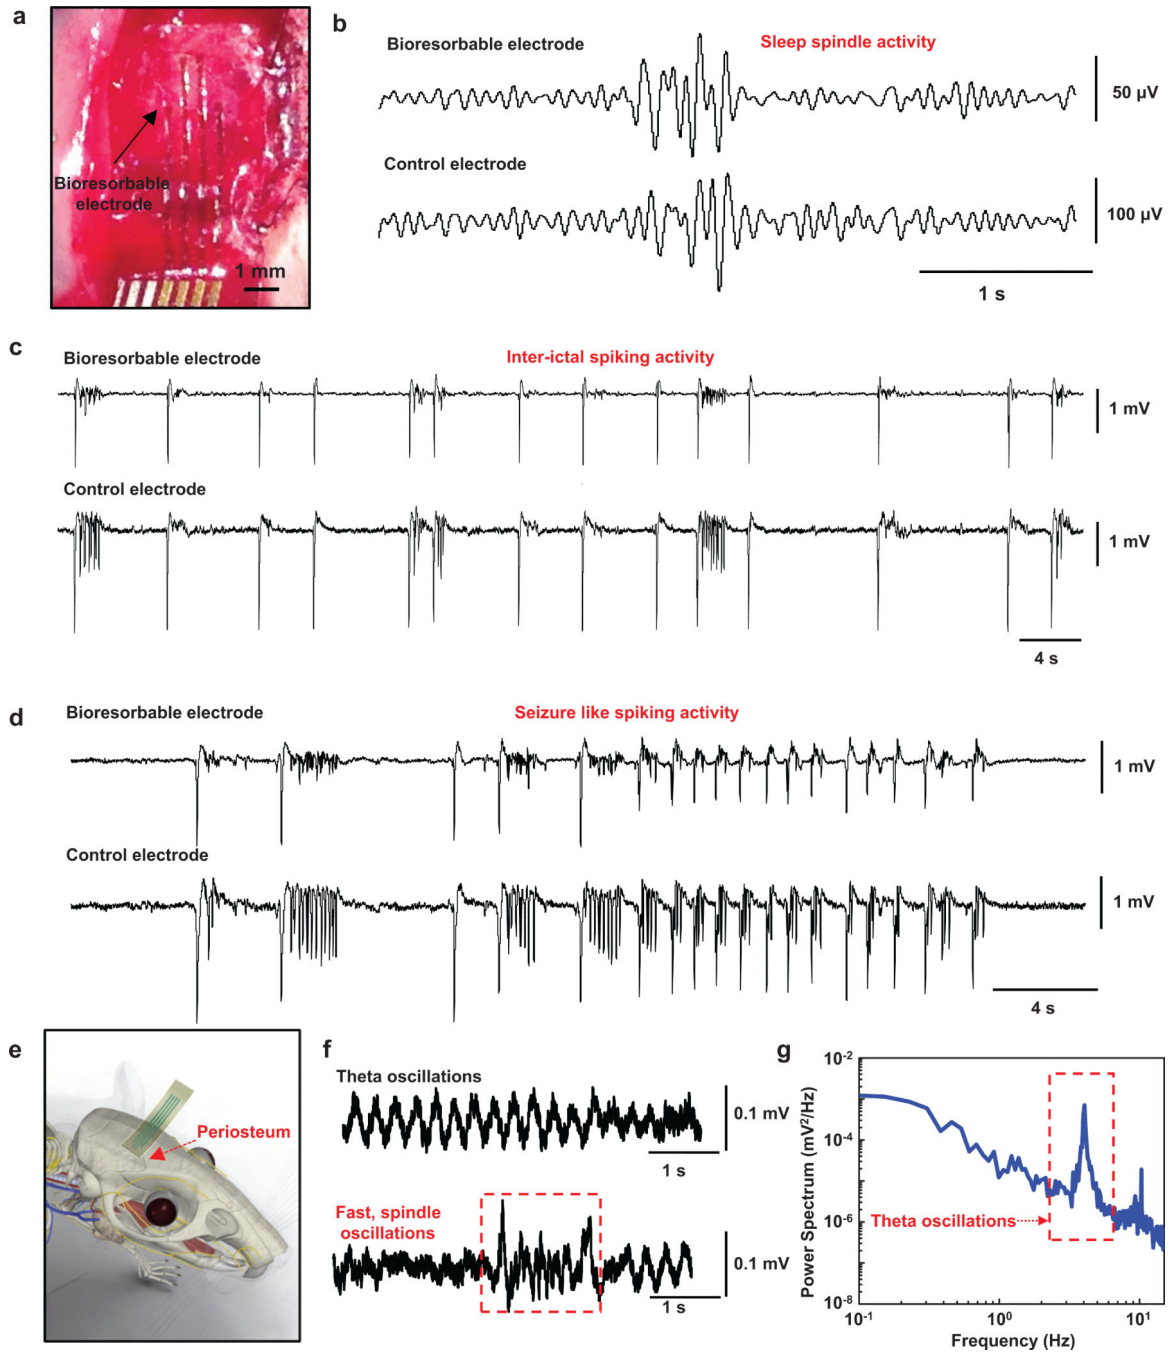 a
Bioresorbable
electrode
1 mm
b
Bioresorbable electrode
Sleep spindle activity
50 µV
Control electrode
100 µV
1 s
c
Bioresorbable electrode
Inter-ictal spiking activity
1 mV
Control electrode
1 mV
4 s
d
Bioresorbable electrode
Seizure like spiking activity
1 mV
Control electrode
1 mV
4 s
e
Periosteum
f
Theta oscillations
0.1 mV
1 s
Fast, spindle
oscillations
0.1 mV
1 s
g
Power Spectrum (mV²/Hz)
10⁻²
10⁻⁴
10⁻⁶
10⁻⁸
Theta oscillations
10⁻¹
10⁰
10¹
Frequency (Hz)